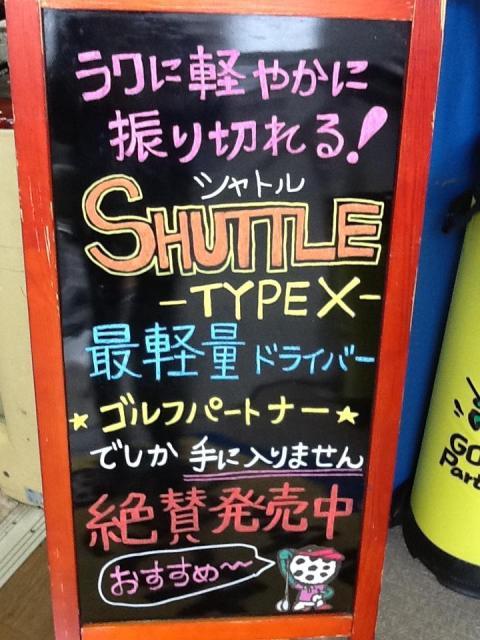 ラクに軽やかに
振り切れる!
シャトル
SHUTTLE
-TYPE X-
最軽量ドライバー
★ゴルフパートナー★
でしか 手に入りません
絶賛発売中
おすすめ〜
GO
Part